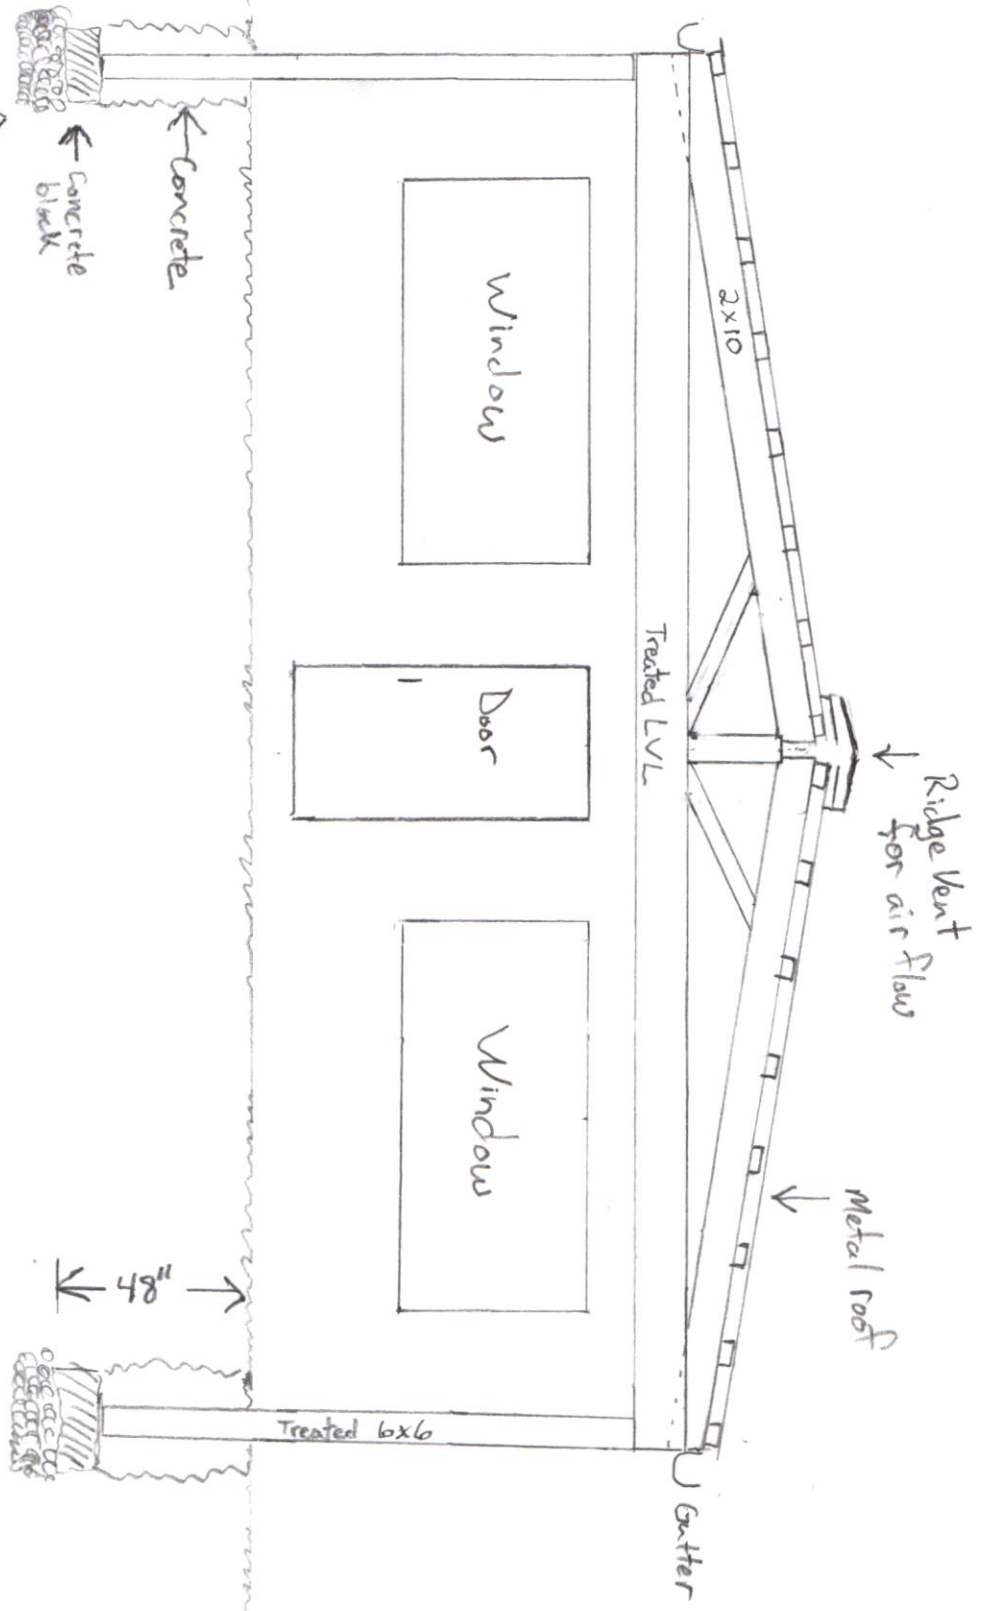 Ridge Vent
for air flow
Metal roof
2x10
Gutter
Treated LVL
Window
Door
Window
Treated 6x6
48"
Concrete
Concrete
block